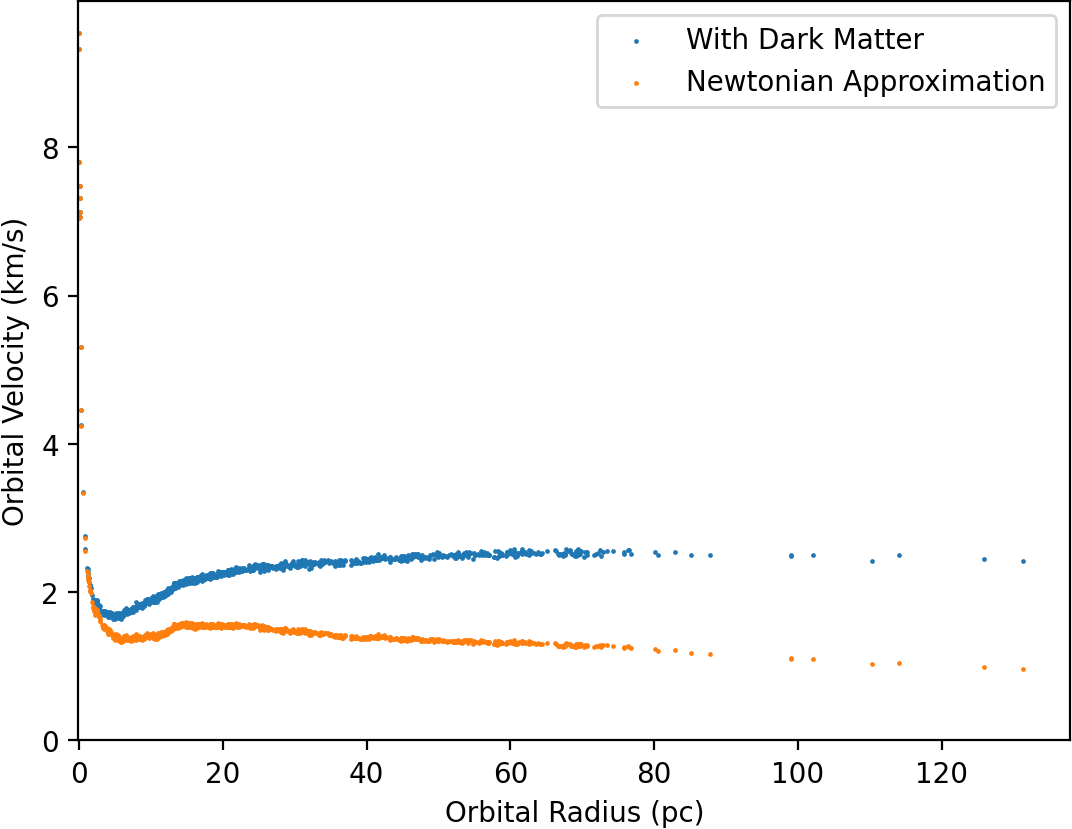 With Dark Matter
Newtonian Approximation
8
6
4
2
0
Orbital Velocity (km/s)
0 20 40 60 80 100 120
Orbital Radius (pc)